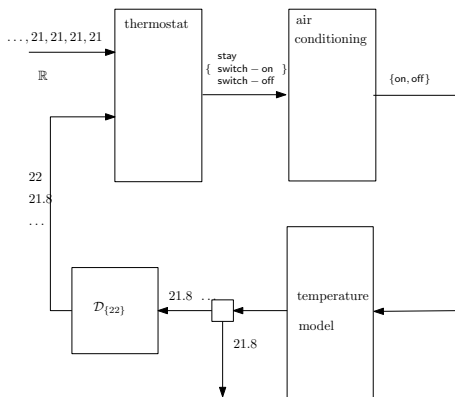 …, 21, 21, 21, 21
ℝ
thermostat
{ stay switch − on switch − off }
air
conditioning
{on, off}
22
21.8
…
𝒟{22}
21.8 …
21.8
temperature
model